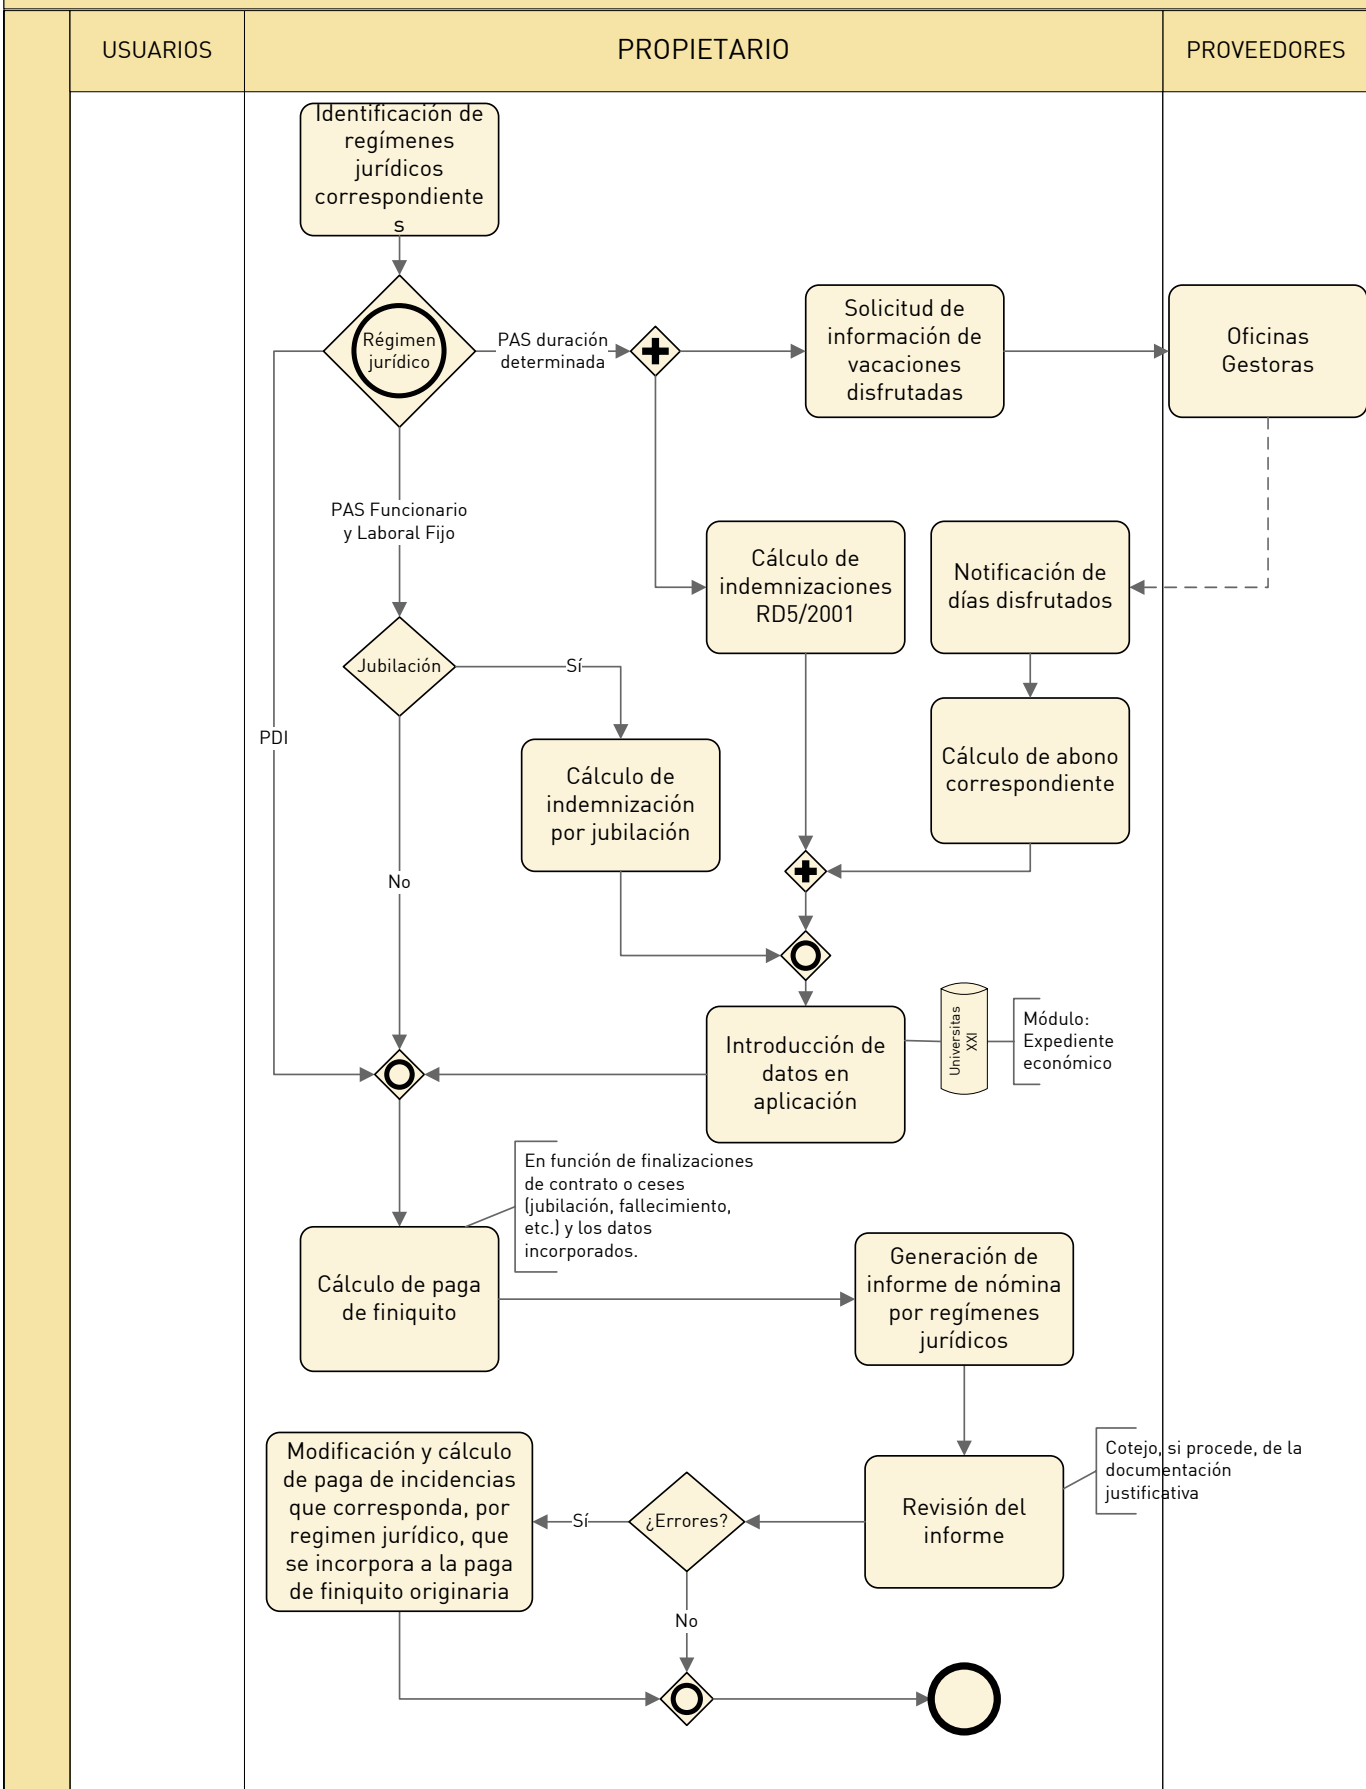 USUARIOS
PROPIETARIO
PROVEEDORES
Identificación de
regímenes
jurídicos
correspondiente
s
Régimen
jurídico
PAS duración
determinada
Solicitud de
información de
vacaciones
disfrutadas
Oficinas
Gestoras
PAS Funcionario
y Laboral Fijo
Cálculo de
indemnizaciones
RD5/2001
Notificación de
días disfrutados
Jubilación
Sí
PDI
Cálculo de
indemnización
por jubilación
Cálculo de abono
correspondiente
No
Introducción de
datos en
aplicación
Universitas
XXI
Módulo:
Expediente
económico
En función de finalizaciones
de contrato o ceses
(jubilación, fallecimiento,
etc.) y los datos
incorporados.
Cálculo de paga
de finiquito
Generación de
informe de nómina
por regímenes
jurídicos
Modificación y cálculo
de paga de incidencias
que corresponda, por
regimen jurídico, que
se incorpora a la paga
de finiquito originaria
Sí
¿Errores?
Revisión del
informe
Cotejo, si procede, de la
documentación
justificativa
No